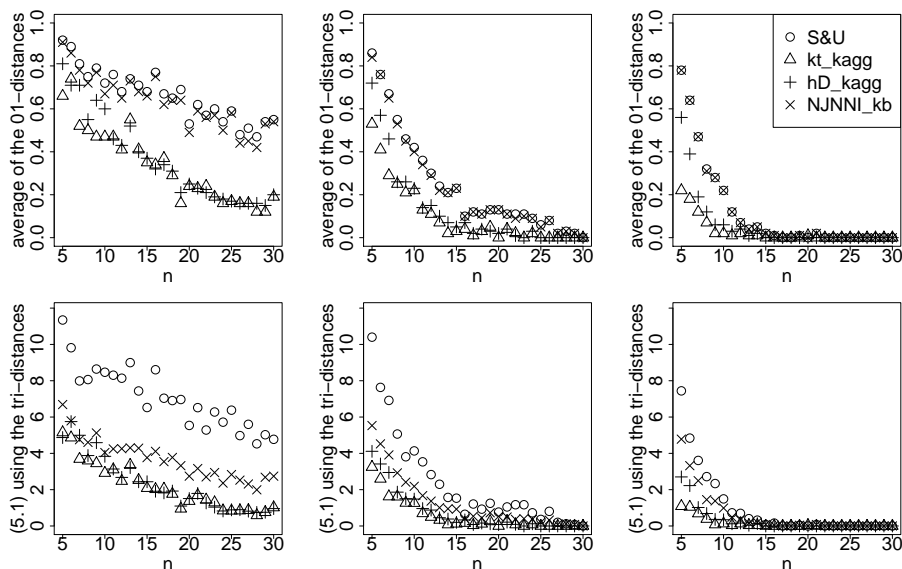 average of the 01−distances
0.0 0.2 0.4 0.6 0.8 1.0
5 10 15 20 25 30
n
average of the 01−distances
0.0 0.2 0.4 0.6 0.8 1.0
5 10 15 20 25 30
n
average of the 01−distances
0.0 0.2 0.4 0.6 0.8 1.0
5 10 15 20 25 30
n
S&U
kt_kagg
hD_kagg
NJNNI_kb
((5.1) using the tri−distances
0 2 4 6 8 10
5 10 15 20 25 30
n
((5.1) using the tri−distances
0 2 4 6 8 10
5 10 15 20 25 30
n
((5.1) using the tri−distances
0 2 4 6 8 10
5 10 15 20 25 30
n